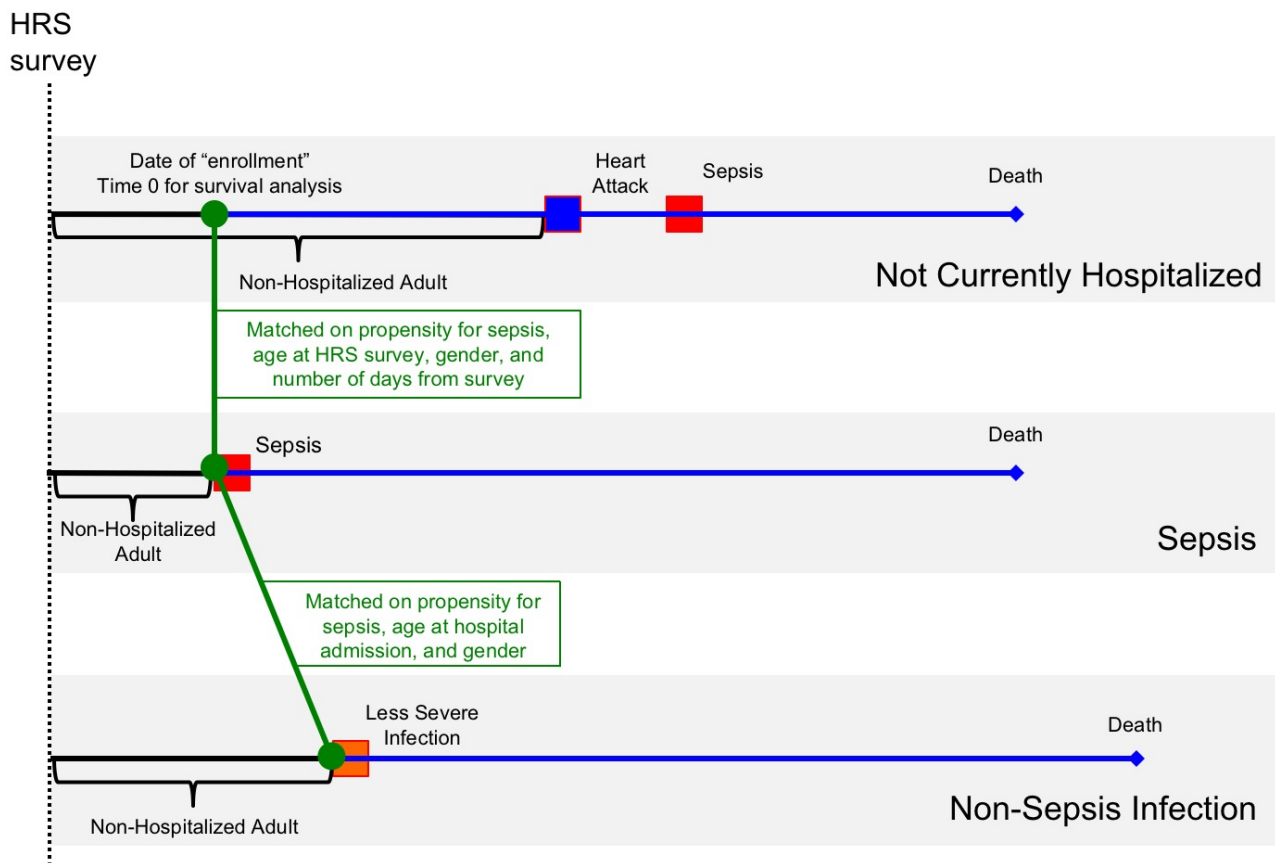 HRS
survey
Date of “enrollment”
Time 0 for survival analysis
Heart
Attack
Sepsis
Death
Non-Hospitalized Adult
Not Currently Hospitalized
Matched on propensity for sepsis,
age at HRS survey, gender, and
number of days from survey
Sepsis
Death
Non-Hospitalized
Adult
Sepsis
Matched on propensity for
sepsis, age at hospital
admission, and gender
Less Severe
Infection
Death
Non-Hospitalized Adult
Non-Sepsis Infection